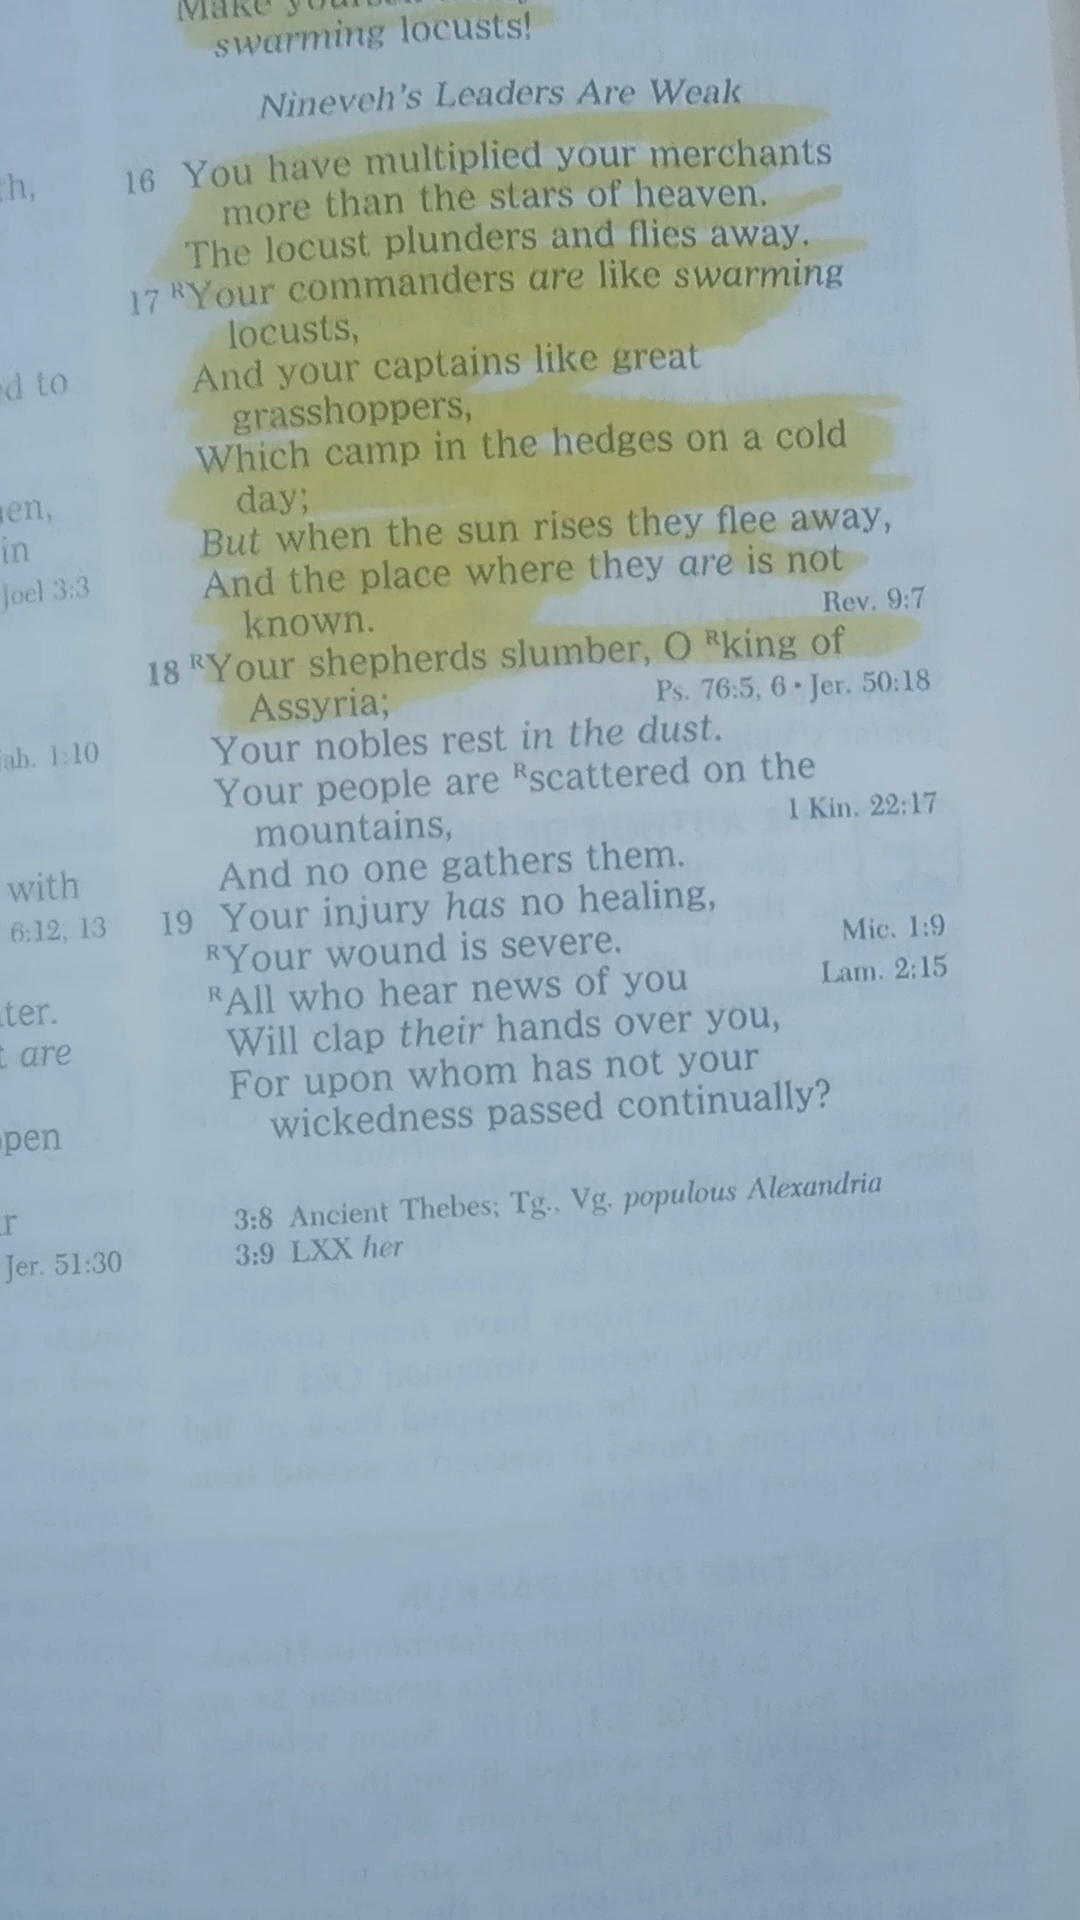 Make
swarming locusts!
Nineveh's Leaders Are Weak
16 You have multiplied your merchants
more than the stars of heaven.
The locust plunders and flies away.
17 RYour commanders are like swarming
locusts,
And your captains like great
grasshoppers,
Which camp in the hedges on a cold
day;
But when the sun rises they flee away,
And the place where they are is not
known. Rev. 9:7
18 RYour shepherds slumber, O Rking of
Assyria; Ps. 76:5, 6 • Jer. 50:18
Your nobles rest in the dust.
Your people are Rscattered on the
mountains, 1 Kin. 22:17
And no one gathers them.
19 Your injury has no healing,
RYour wound is severe. Mic. 1:9
RAll who hear news of you Lam. 2:15
Will clap their hands over you,
For upon whom has not your
wickedness passed continually?
3:8 Ancient Thebes; Tg., Vg. populous Alexandria
3:9 LXX her
to
in
Joel 3:3
1:10
with
6:12, 13
are
Jer. 51:30